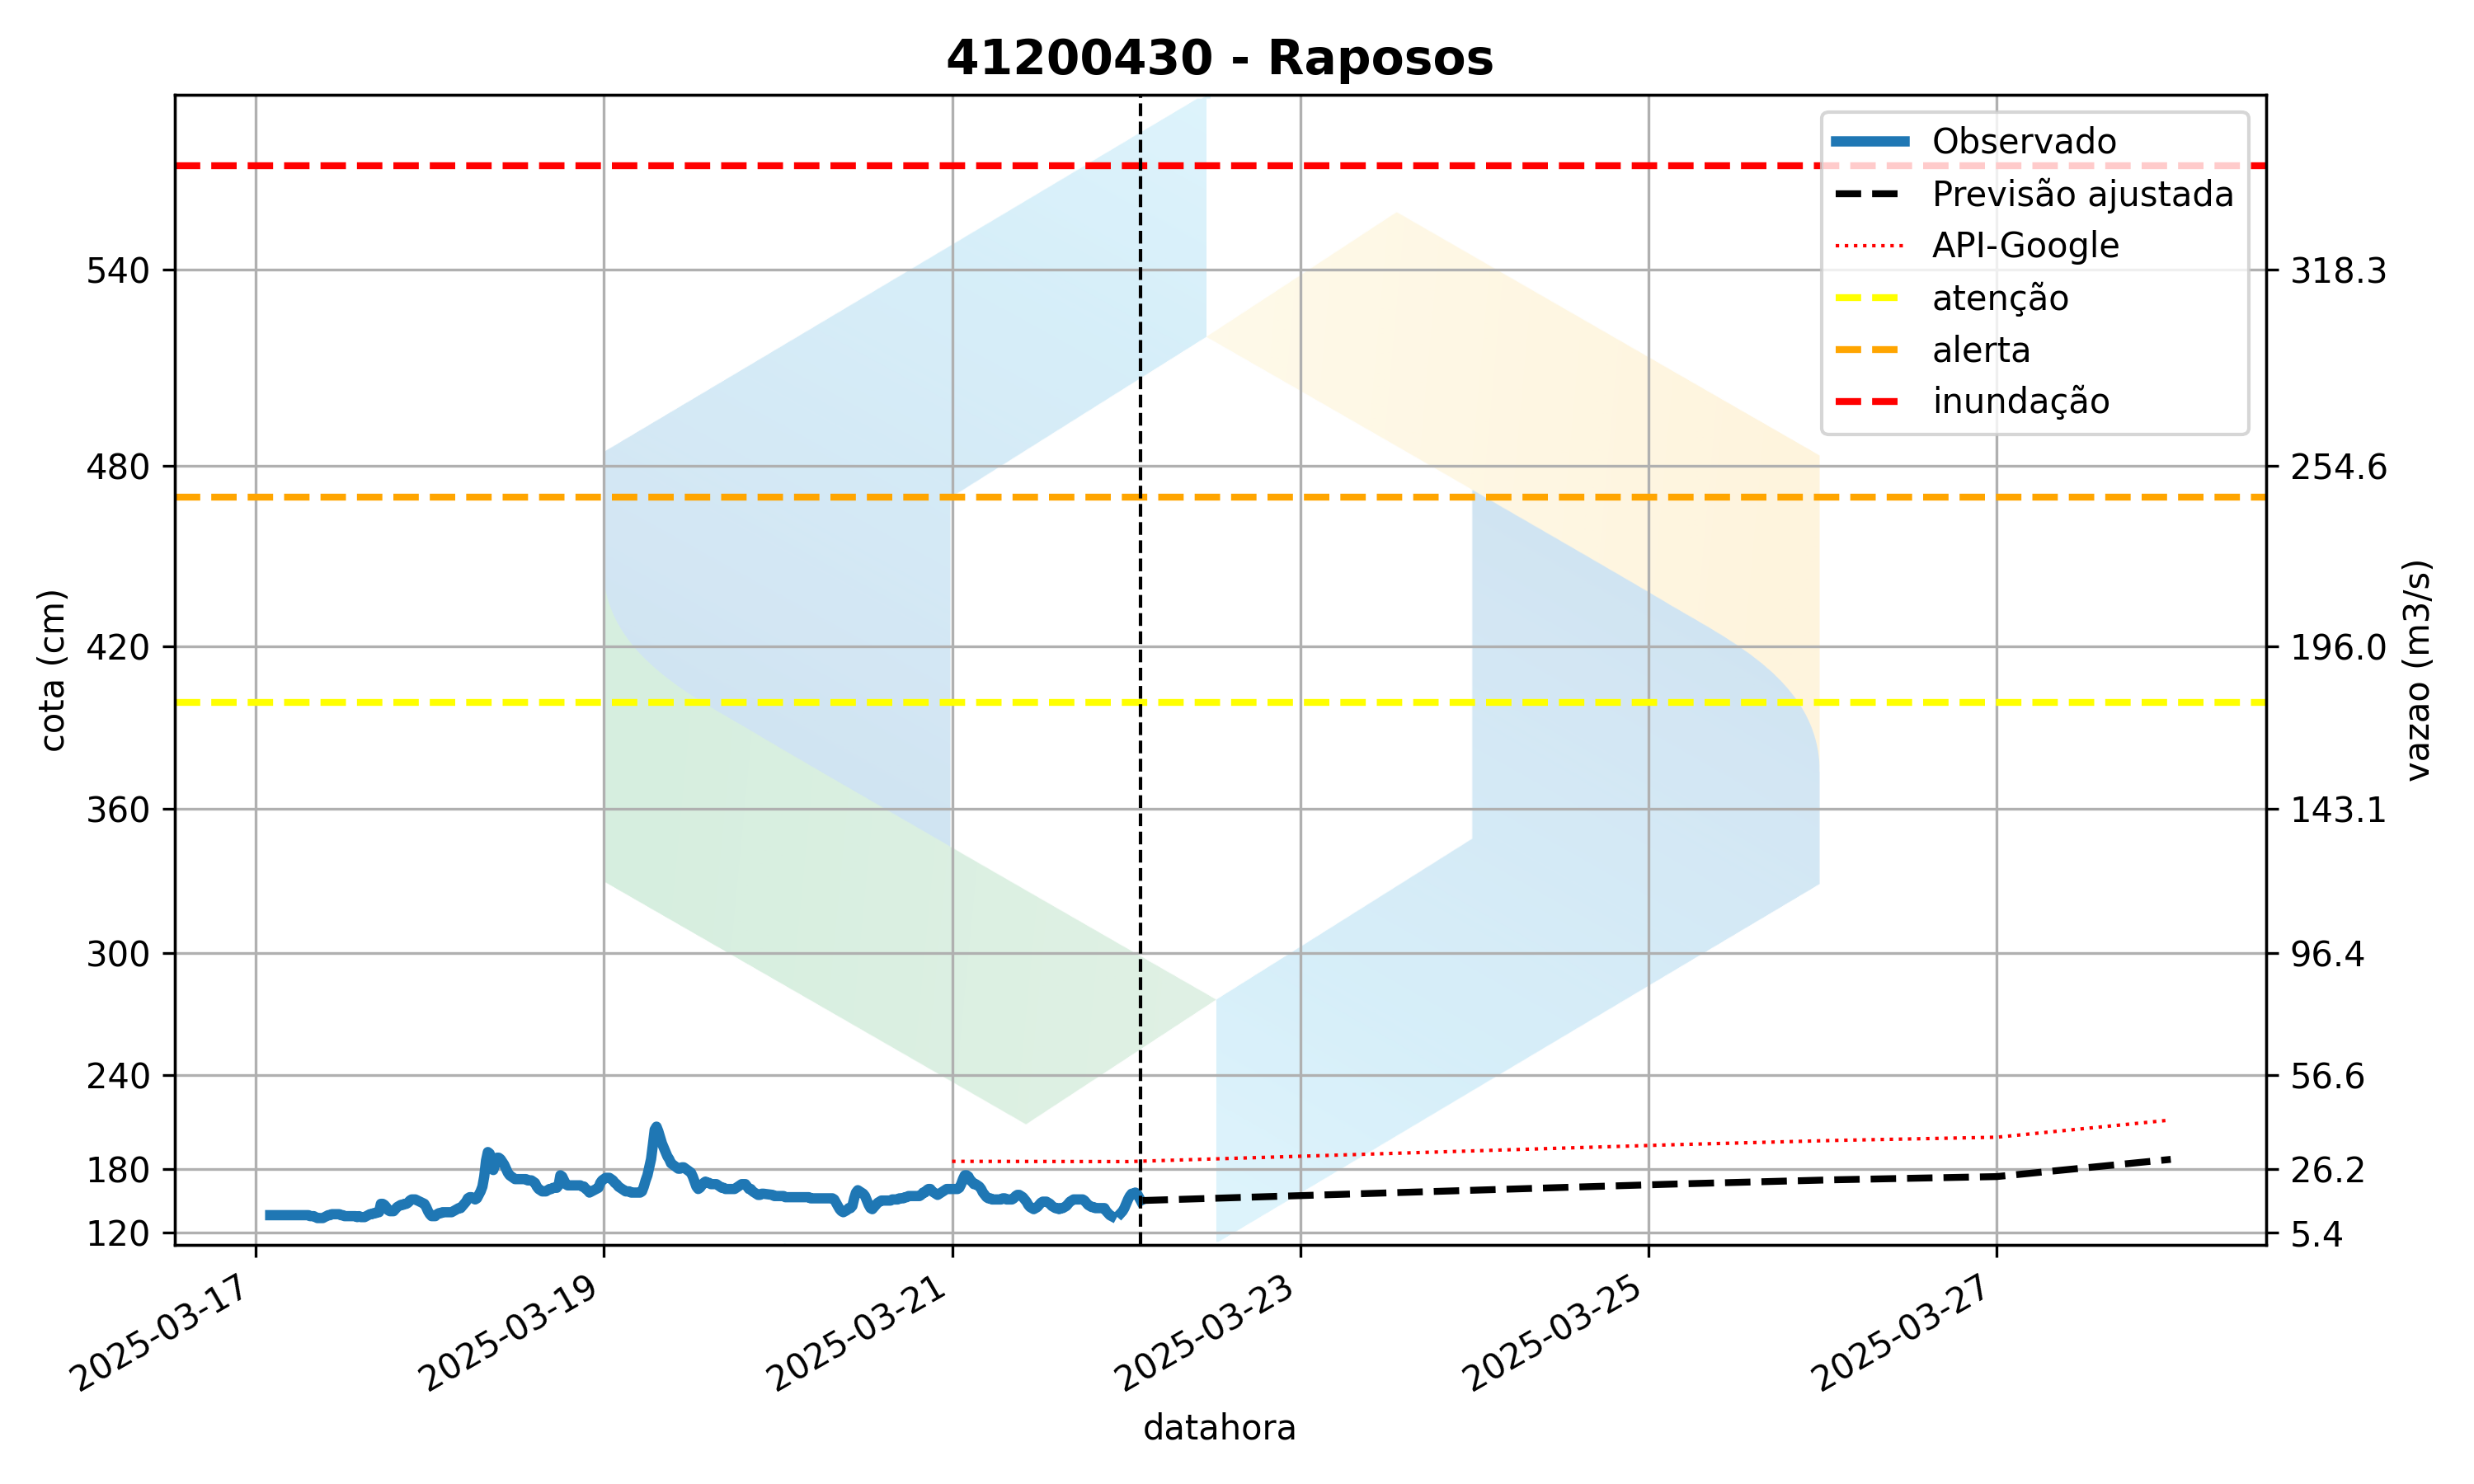 41200430 - Raposos
Observado
Previsão ajustada
API-Google
atenção
alerta
inundação
540
480
420
360
300
240
180
120
cota (cm)
318.3
254.6
196.0
143.1
96.4
56.6
26.2
5.4
vazao (m3/s)
2025-03-17
2025-03-19
2025-03-21
2025-03-23
2025-03-25
2025-03-27
datahora